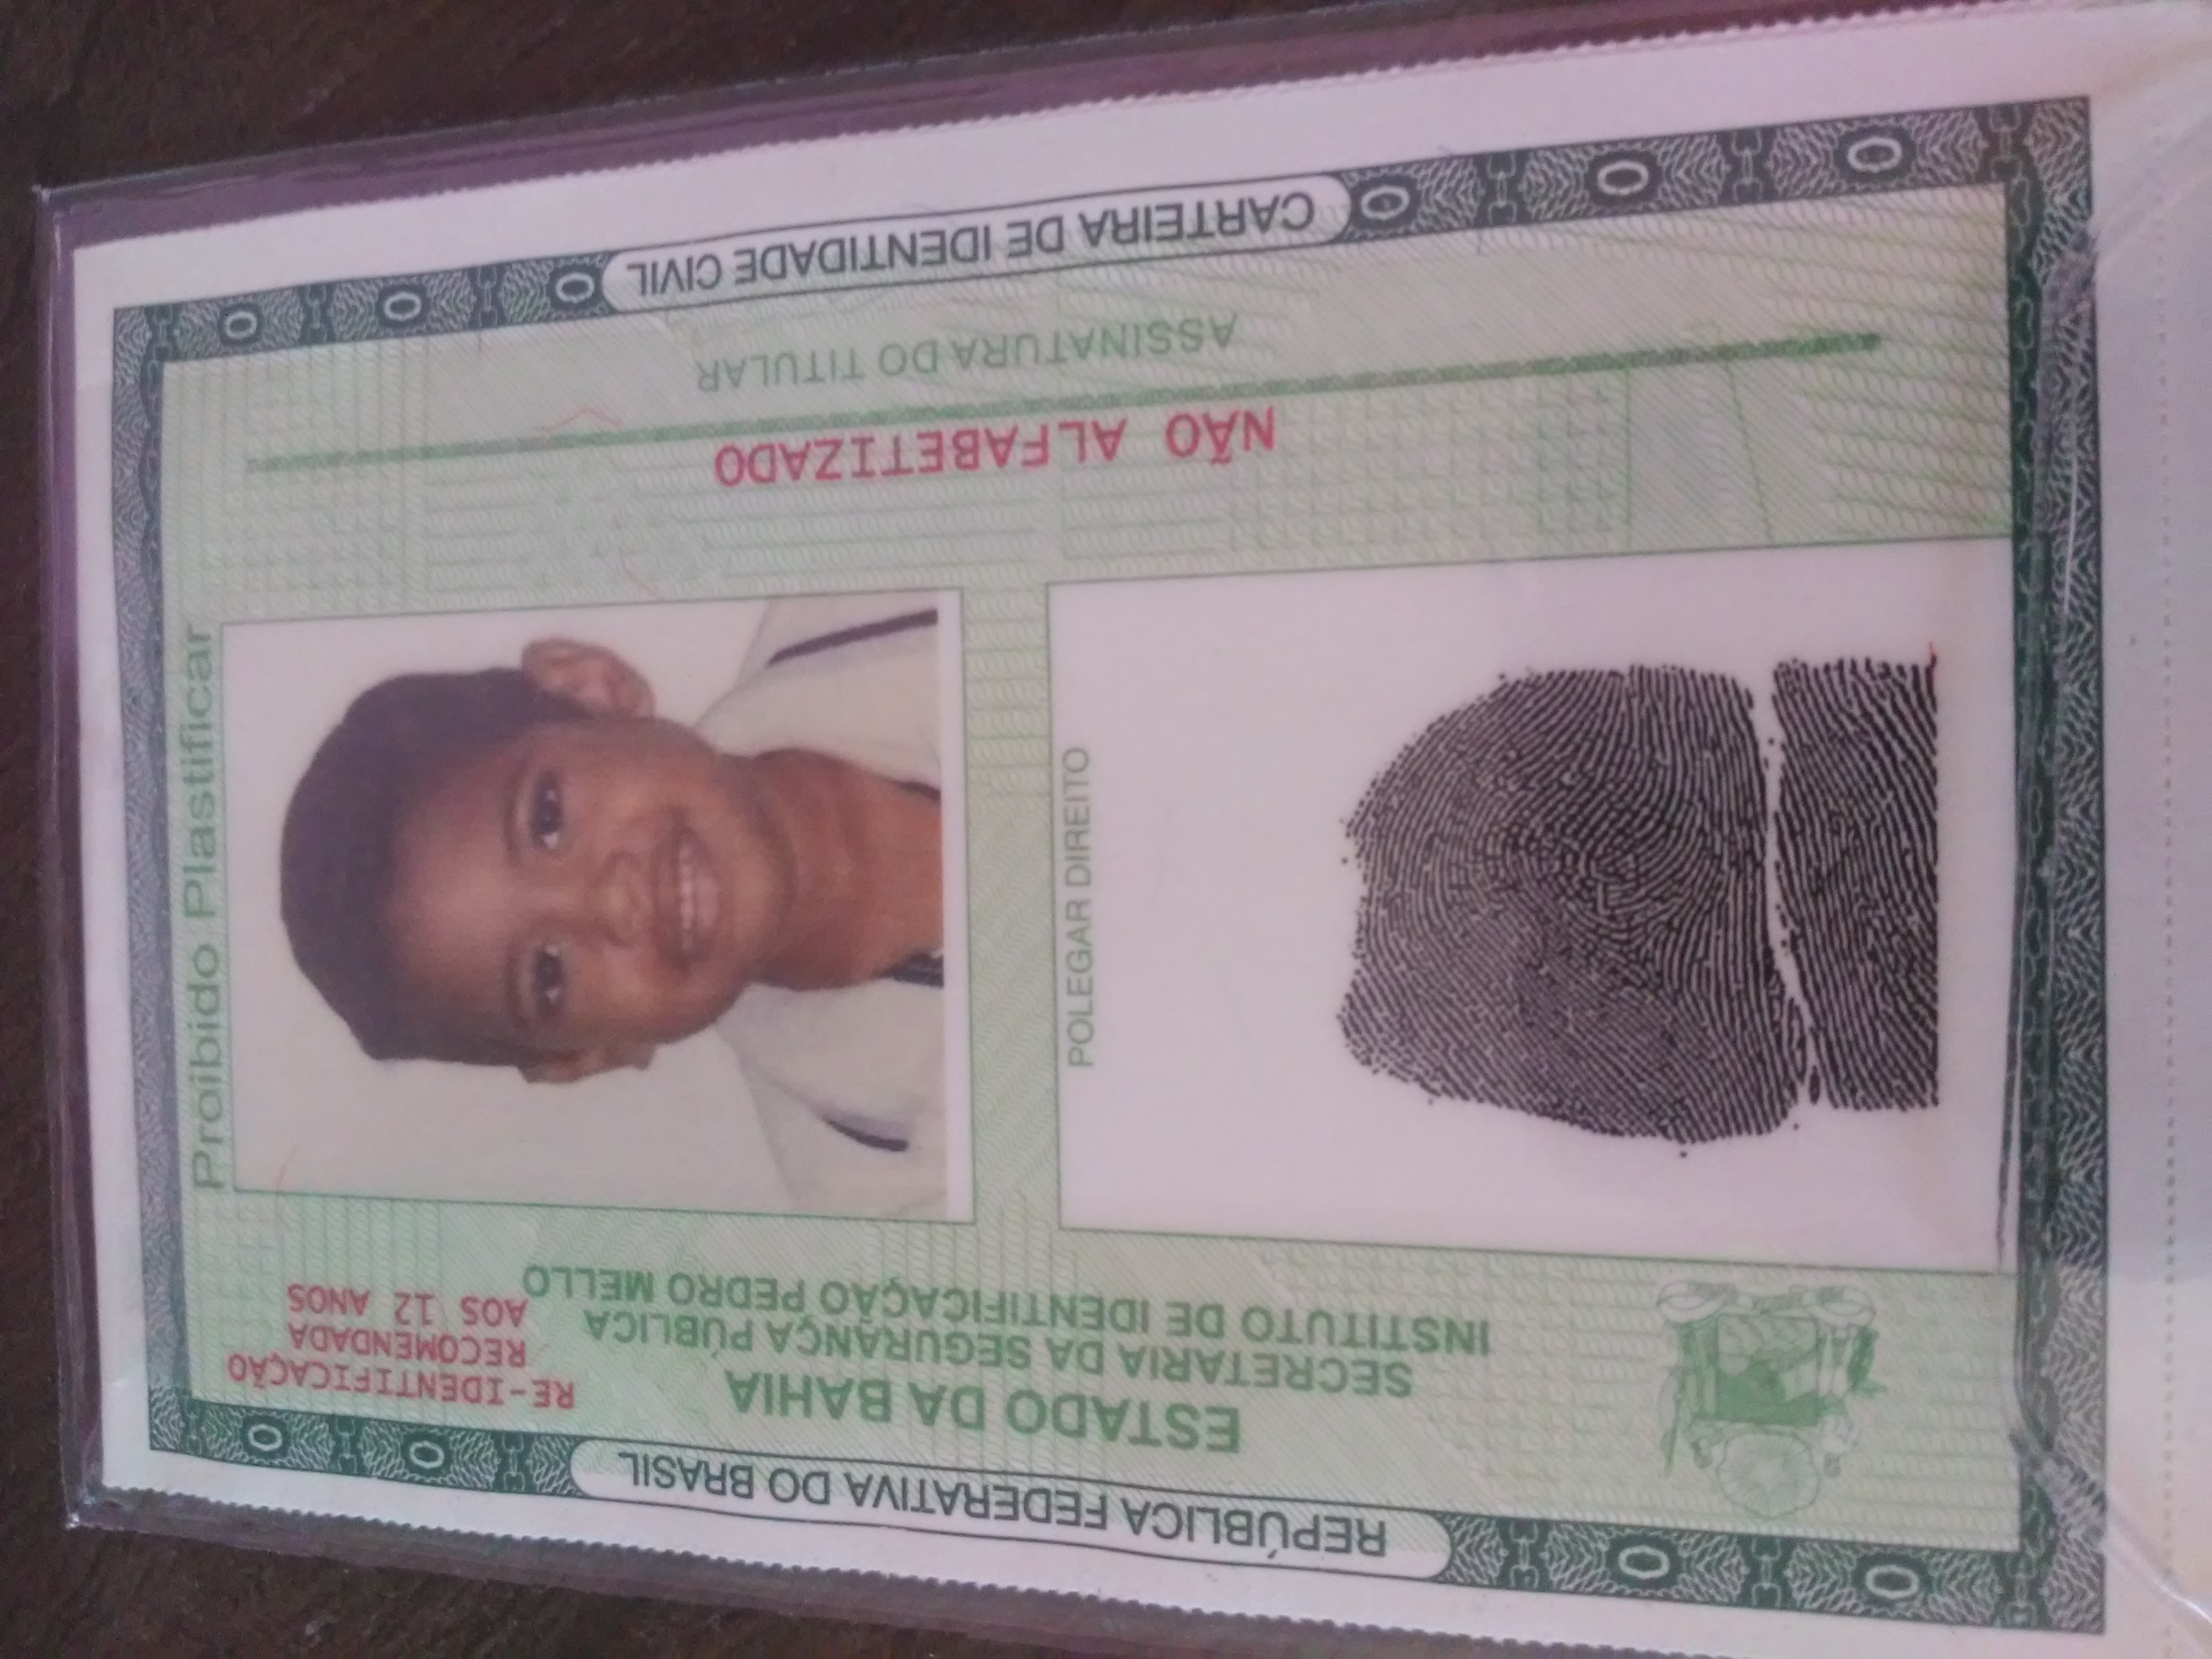 REPÚBLICA FEDERATIVA DO BRASIL
ESTADO DA BAHIA
SECRETARIA DA SEGURANÇA PÚBLICA
INSTITUTO DE IDENTIFICAÇÃO PEDRO MELLO
RE-IDENTIFICAÇÃO
RECOMENDADA
AOS 12 ANOS
Proibido Plastificar
POLEGAR DIREITO
NÃO ALFABETIZADO
ASSINATURA DO TITULAR
CARTEIRA DE IDENTIDADE CIVIL